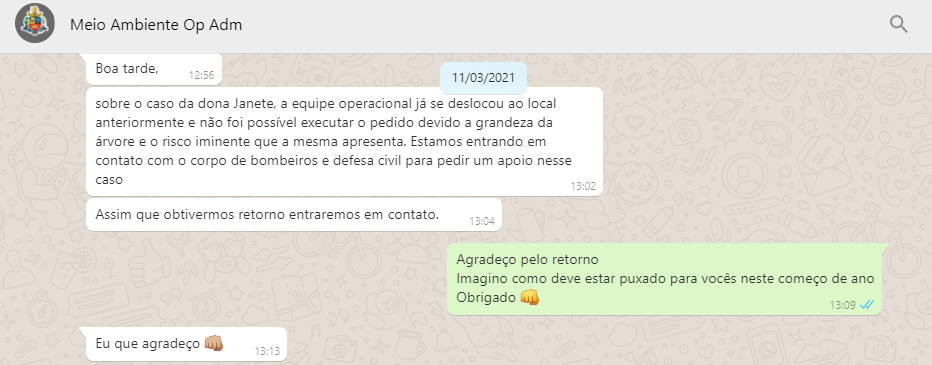 Meio Ambiente Op Adm
Boa tarde,
12:56
11/03/2021
sobre o caso da dona Janete, a equipe operacional já se deslocou ao local
anteriormente e não foi possível executar o pedido devido a grandeza da
árvore e o risco iminente que a mesma apresenta. Estamos entrando em
contato com o corpo de bombeiros e defesa civil para pedir um apoio nesse
caso
13:02
Assim que obtivermos retorno entraremos em contato.
13:04
Agradeço pelo retorno
Imagino como deve estar puxado para vocês neste começo de ano
Obrigado 👊
13:09
Eu que agradeço 👊🏼
13:13